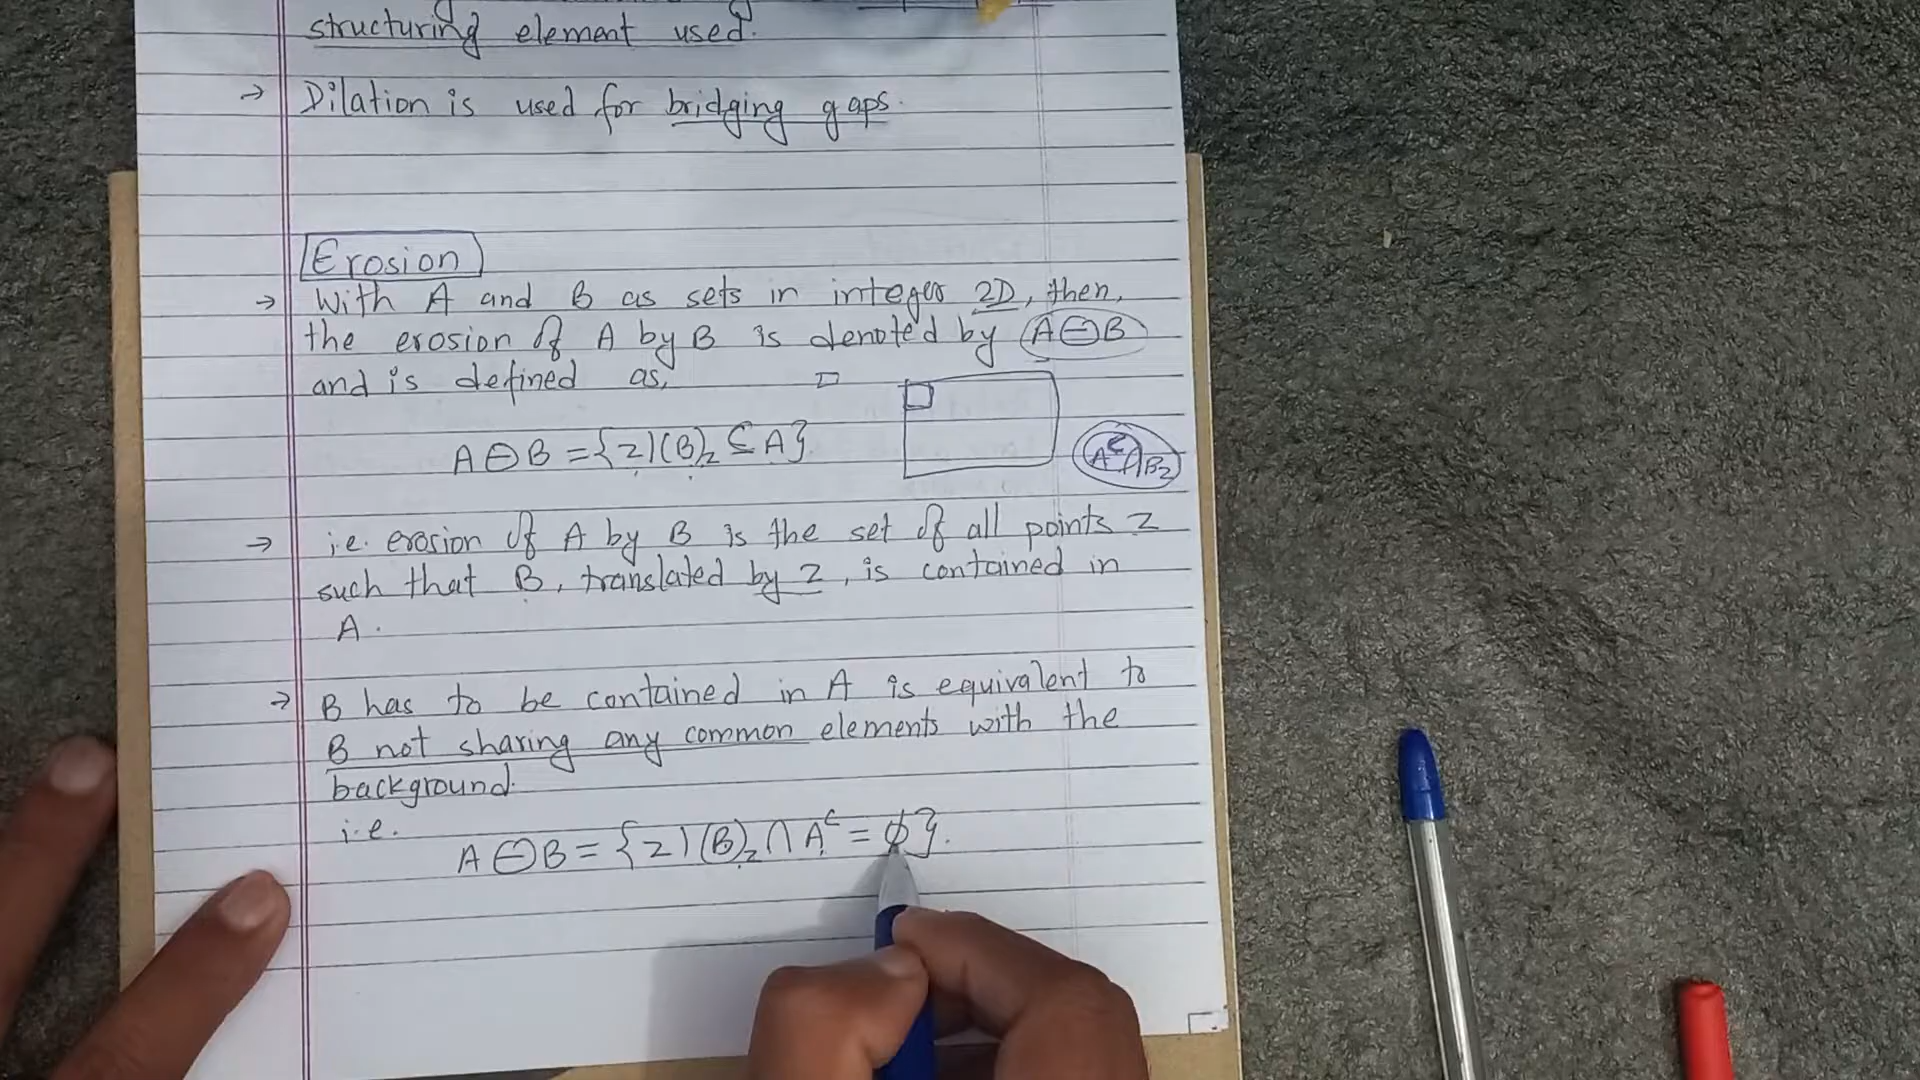 structuring element used.
→ Dilation is used for bridging gaps.
Erosion
→ With A and B as sets in integer 2D, then,
the erosion of A by B is denoted by A⊖B
and is defined as,
A⊖B = {z|(B)z ⊆ A}.
Aᶜ∩Bz
→ i.e. erosion of A by B is the set of all points z
such that B, translated by z, is contained in
A.
→ B has to be contained in A is equivalent to
B not sharing any common elements with the
background.
i.e.
A⊖B = {z|(B)z ∩ Aᶜ = ϕ}.